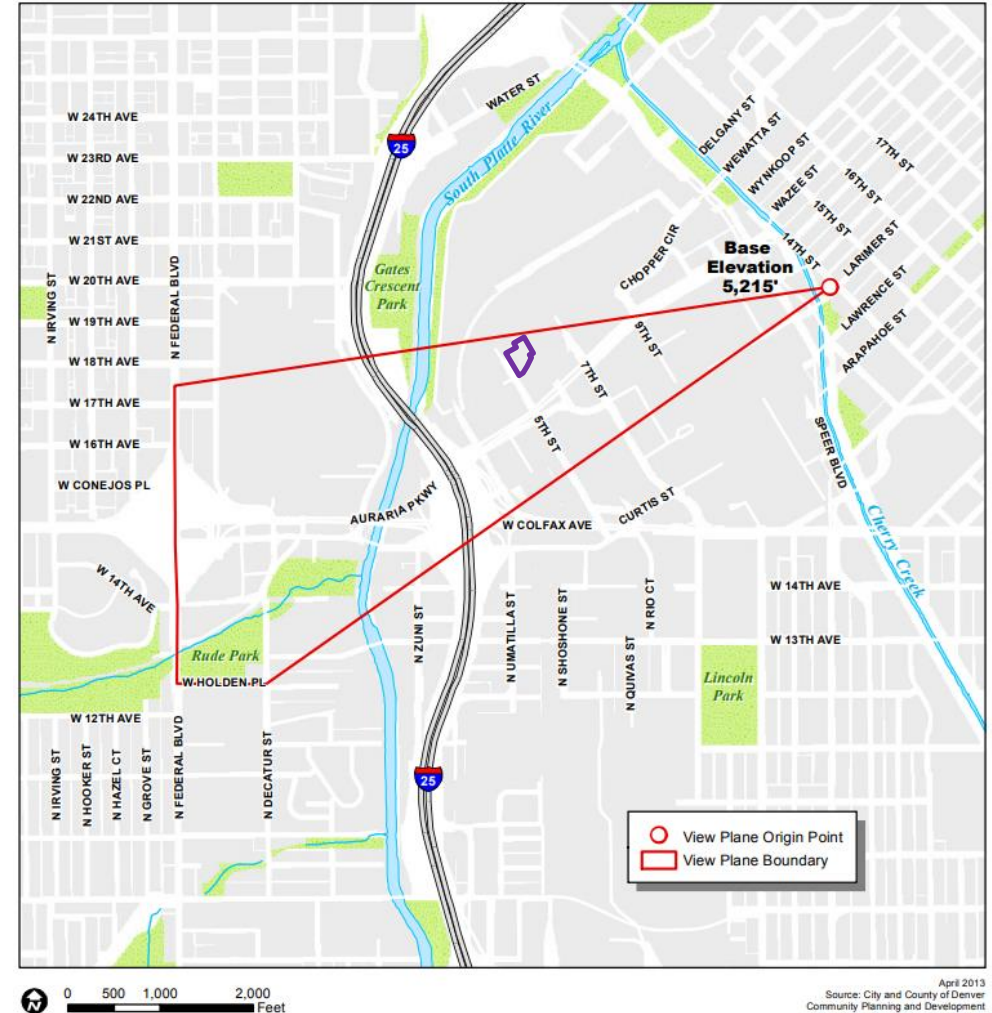 WATER ST
South Platte River
W 24TH AVE
W 23RD AVE
W 22ND AVE
W 21ST AVE
W 20TH AVE
W 19TH AVE
W 18TH AVE
W 17TH AVE
W 16TH AVE
W CONEJOS PL
W 14TH AVE
N IRVING ST
N FEDERAL BLVD
25
Gates
Crescent
Park
DELGANY ST
WEWATTA ST
WYNKOOP ST
WAZEE ST
17TH ST
16TH ST
15TH ST
14TH ST
LARIMER ST
LAWRENCE ST
ARAPAHOE ST
CHOPPER CIR
Base
Elevation
5,215'
9TH ST
7TH ST
5TH ST
SPEER BLVD
Cherry Creek
AURARIA PKWY
W COLFAX AVE
CURTIS ST
W 14TH AVE
W 13TH AVE
Rude Park
W HOLDEN PL
W 12TH AVE
N ZUNI ST
N UMATILLA ST
N SHOSHONE ST
N QUIVAS ST
N RIO CT
Lincoln
Park
N IRVING ST
N HOOKER ST
N HAZEL CT
N GROVE ST
N FEDERAL BLVD
N DECATUR ST
25
View Plane Origin Point
View Plane Boundary
N
0 500 1,000 2,000
Feet
April 2013
Source: City and County of Denver
Community Planning and Development